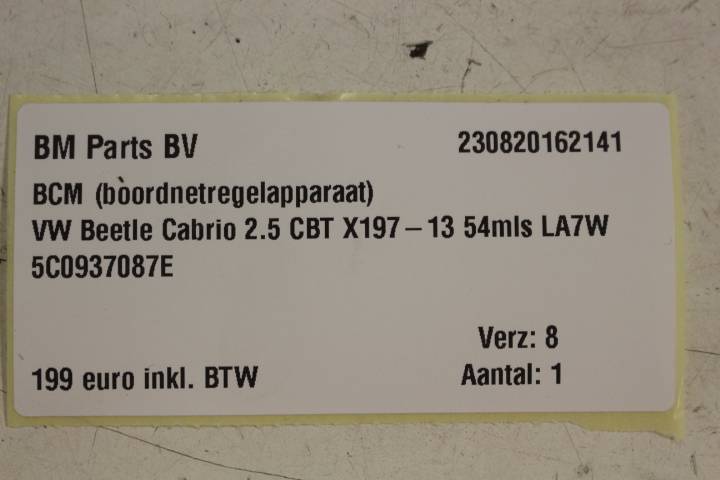 BM Parts BV 230820162141
BCM (boordnetregelapparaat)
VW Beetle Cabrio 2.5 CBT X197 – 13 54mls LA7W
5C0937087E
Verz: 8
199 euro inkl. BTW Aantal: 1